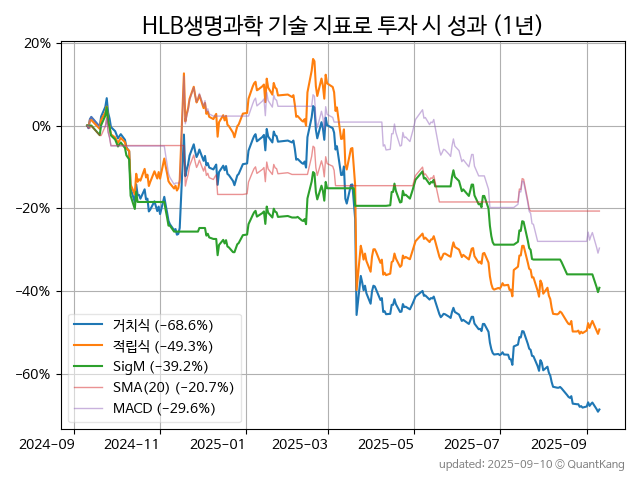 HLB생명과학 기술 지표로 투자 시 성과 (1년)
20%
0%
−20%
−40%
−60%
거치식 (−68.6%)
적립식 (−49.3%)
SigM (−39.2%)
SMA(20) (−20.7%)
MACD (−29.6%)
2024-09
2024-11
2025-01
2025-03
2025-05
2025-07
2025-09
updated: 2025-09-10 © QuantKang